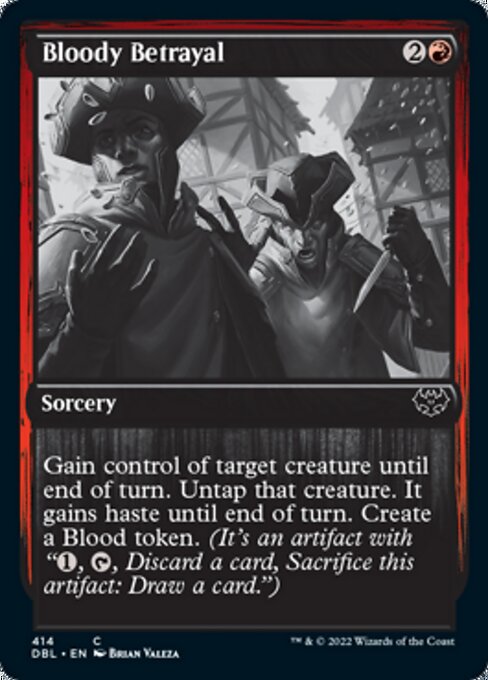 Bloody Betrayal 2
Sorcery
Gain control of target creature until
end of turn. Untap that creature. It
gains haste until end of turn. Create
a Blood token. (It's an artifact with
“1, , Discard a card, Sacrifice this
artifact: Draw a card.”)
414 C
DBL • EN Brian Valeza
™ & © 2022 Wizards of the Coast